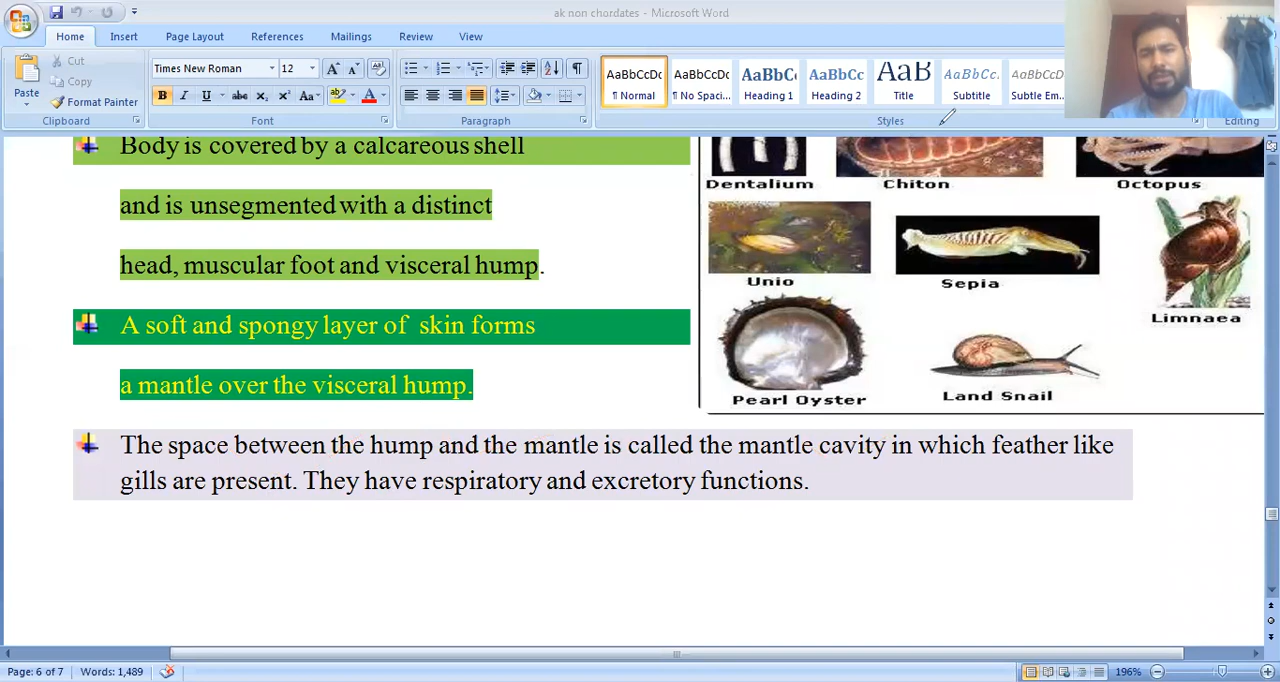 ak non chordates - Microsoft Word
Home Insert Page Layout References Mailings Review View
Paste
Cut
Copy
Format Painter
Clipboard
Times New Roman 12
Font
Paragraph
AaBbCcDc AaBbCcDc AaBbC AaBbCc AaB AaBbCc. AaBbCcDc
¶ Normal ¶ No Spaci... Heading 1 Heading 2 Title Subtitle Subtle Em...
Styles
Editing
Body is covered by a calcareous shell
and is unsegmented with a distinct
head, muscular foot and visceral hump.
A soft and spongy layer of skin forms
a mantle over the visceral hump.
The space between the hump and the mantle is called the mantle cavity in which feather like
gills are present. They have respiratory and excretory functions.
Dentalium Chiton Octopus
Unio Sepia Limnaea
Pearl Oyster Land Snail
Page: 6 of 7 Words: 1,489 196%